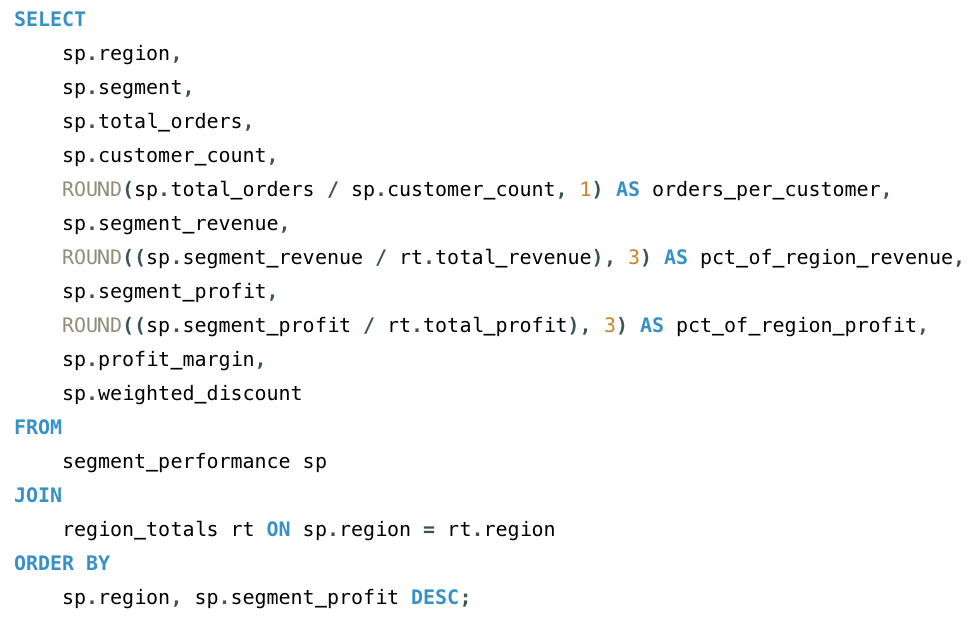 SELECT
    sp.region,
    sp.segment,
    sp.total_orders,
    sp.customer_count,
    ROUND(sp.total_orders / sp.customer_count, 1) AS orders_per_customer,
    sp.segment_revenue,
    ROUND((sp.segment_revenue / rt.total_revenue), 3) AS pct_of_region_revenue,
    sp.segment_profit,
    ROUND((sp.segment_profit / rt.total_profit), 3) AS pct_of_region_profit,
    sp.profit_margin,
    sp.weighted_discount
FROM
    segment_performance sp
JOIN
    region_totals rt ON sp.region = rt.region
ORDER BY
    sp.region, sp.segment_profit DESC;